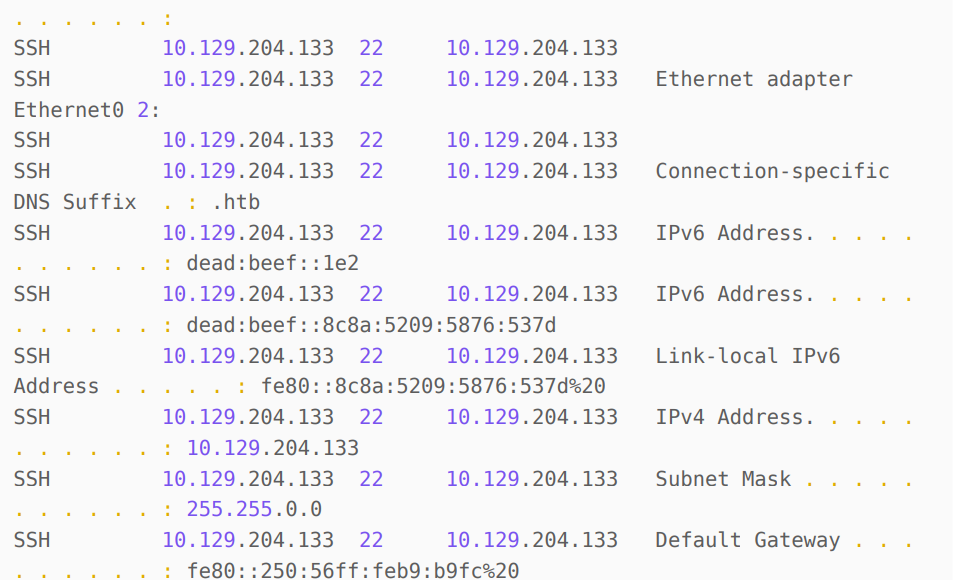 . . . . . . :
SSH 10.129.204.133 22 10.129.204.133
SSH 10.129.204.133 22 10.129.204.133 Ethernet adapter
Ethernet0 2:
SSH 10.129.204.133 22 10.129.204.133
SSH 10.129.204.133 22 10.129.204.133 Connection-specific
DNS Suffix . : .htb
SSH 10.129.204.133 22 10.129.204.133 IPv6 Address. . . . .
. . . . . . : dead:beef::1e2
SSH 10.129.204.133 22 10.129.204.133 IPv6 Address. . . . .
. . . . . . : dead:beef::8c8a:5209:5876:537d
SSH 10.129.204.133 22 10.129.204.133 Link-local IPv6
Address . . . . . : fe80::8c8a:5209:5876:537d%20
SSH 10.129.204.133 22 10.129.204.133 IPv4 Address. . . . .
. . . . . . : 10.129.204.133
SSH 10.129.204.133 22 10.129.204.133 Subnet Mask . . . . .
. . . . . . : 255.255.0.0
SSH 10.129.204.133 22 10.129.204.133 Default Gateway . . .
. . . . . . : fe80::250:56ff:feb9:b9fc%20